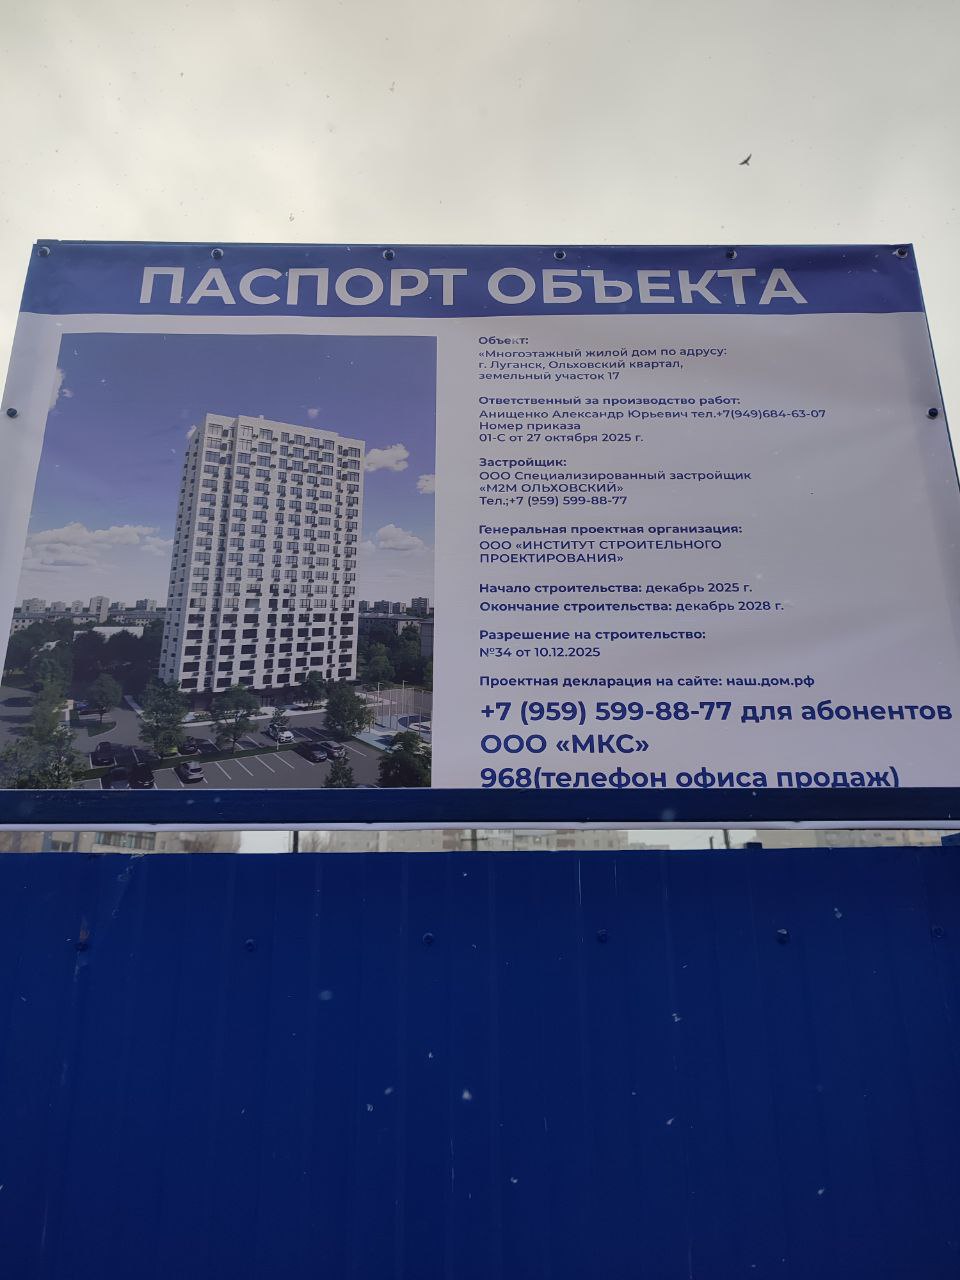 ПАСПОРТ ОБЪЕКТА
Объект:
«Многоэтажный жилой дом по адрусу:
г. Луганск, Ольховский квартал,
земельный участок 17
Ответственный за производство работ:
Анищенко Александр Юрьевич тел.+7(949)684-63-07
Номер приказа
01-С от 27 октября 2025 г.
Застройщик:
ООО Специализированный застройщик
«М2М ОЛЬХОВСКИЙ»
Тел.;+7 (959) 599-88-77
Генеральная проектная организация:
ООО «ИНСТИТУТ СТРОИТЕЛЬНОГО
ПРОЕКТИРОВАНИЯ»
Начало строительства: декабрь 2025 г.
Окончание строительства: декабрь 2028 г.
Разрешение на строительство:
№34 от 10.12.2025
Проектная декларация на сайте: наш.дом.рф
+7 (959) 599-88-77 для абонентов
ООО «МКС»
968(телефон офиса продаж)